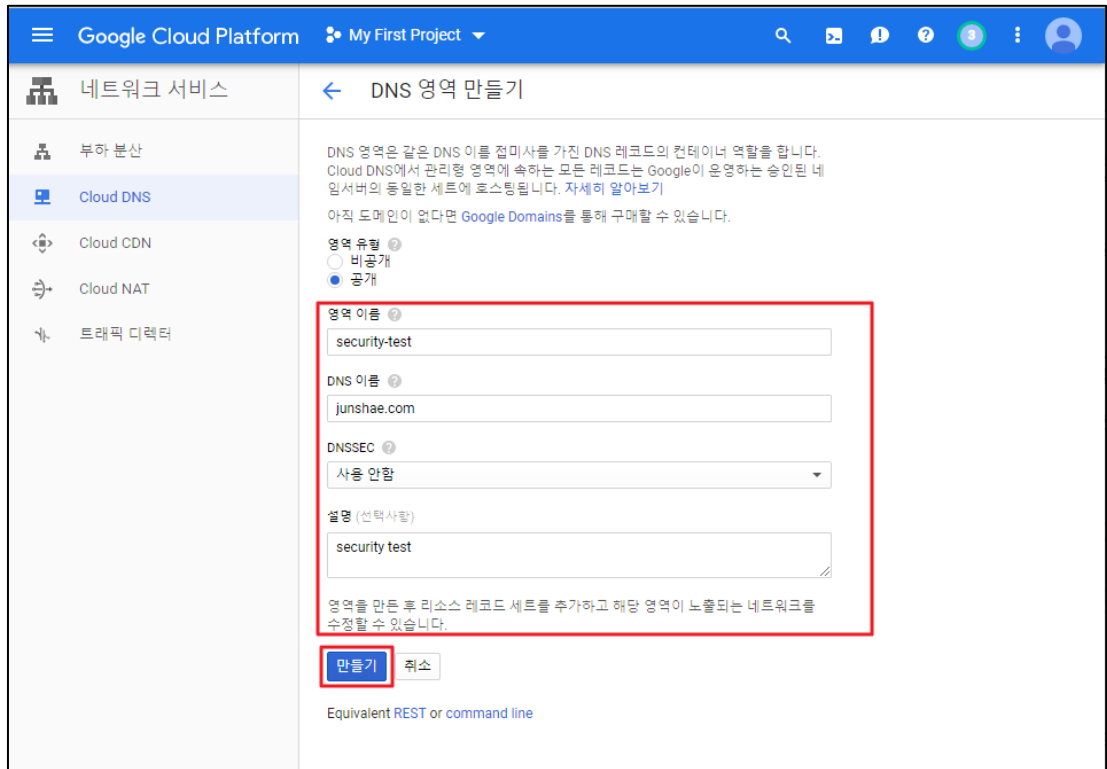 Google Cloud Platform
My First Project
3
네트워크 서비스
DNS 영역 만들기
부하 분산
Cloud DNS
Cloud CDN
Cloud NAT
트래픽 디렉터
DNS 영역은 같은 DNS 이름 접미사를 가진 DNS 레코드의 컨테이너 역할을 합니다.
Cloud DNS에서 관리형 영역에 속하는 모든 레코드는 Google이 운영하는 승인된 네
임서버의 동일한 세트에 호스팅됩니다. 자세히 알아보기
아직 도메인이 없다면 Google Domains를 통해 구매할 수 있습니다.
영역 유형
비공개
공개
영역 이름
security-test
DNS 이름
junshae.com
DNSSEC
사용 안함
설명 (선택사항)
security test
영역을 만든 후 리소스 레코드 세트를 추가하고 해당 영역이 노출되는 네트워크를
수정할 수 있습니다.
만들기 취소
Equivalent REST or command line